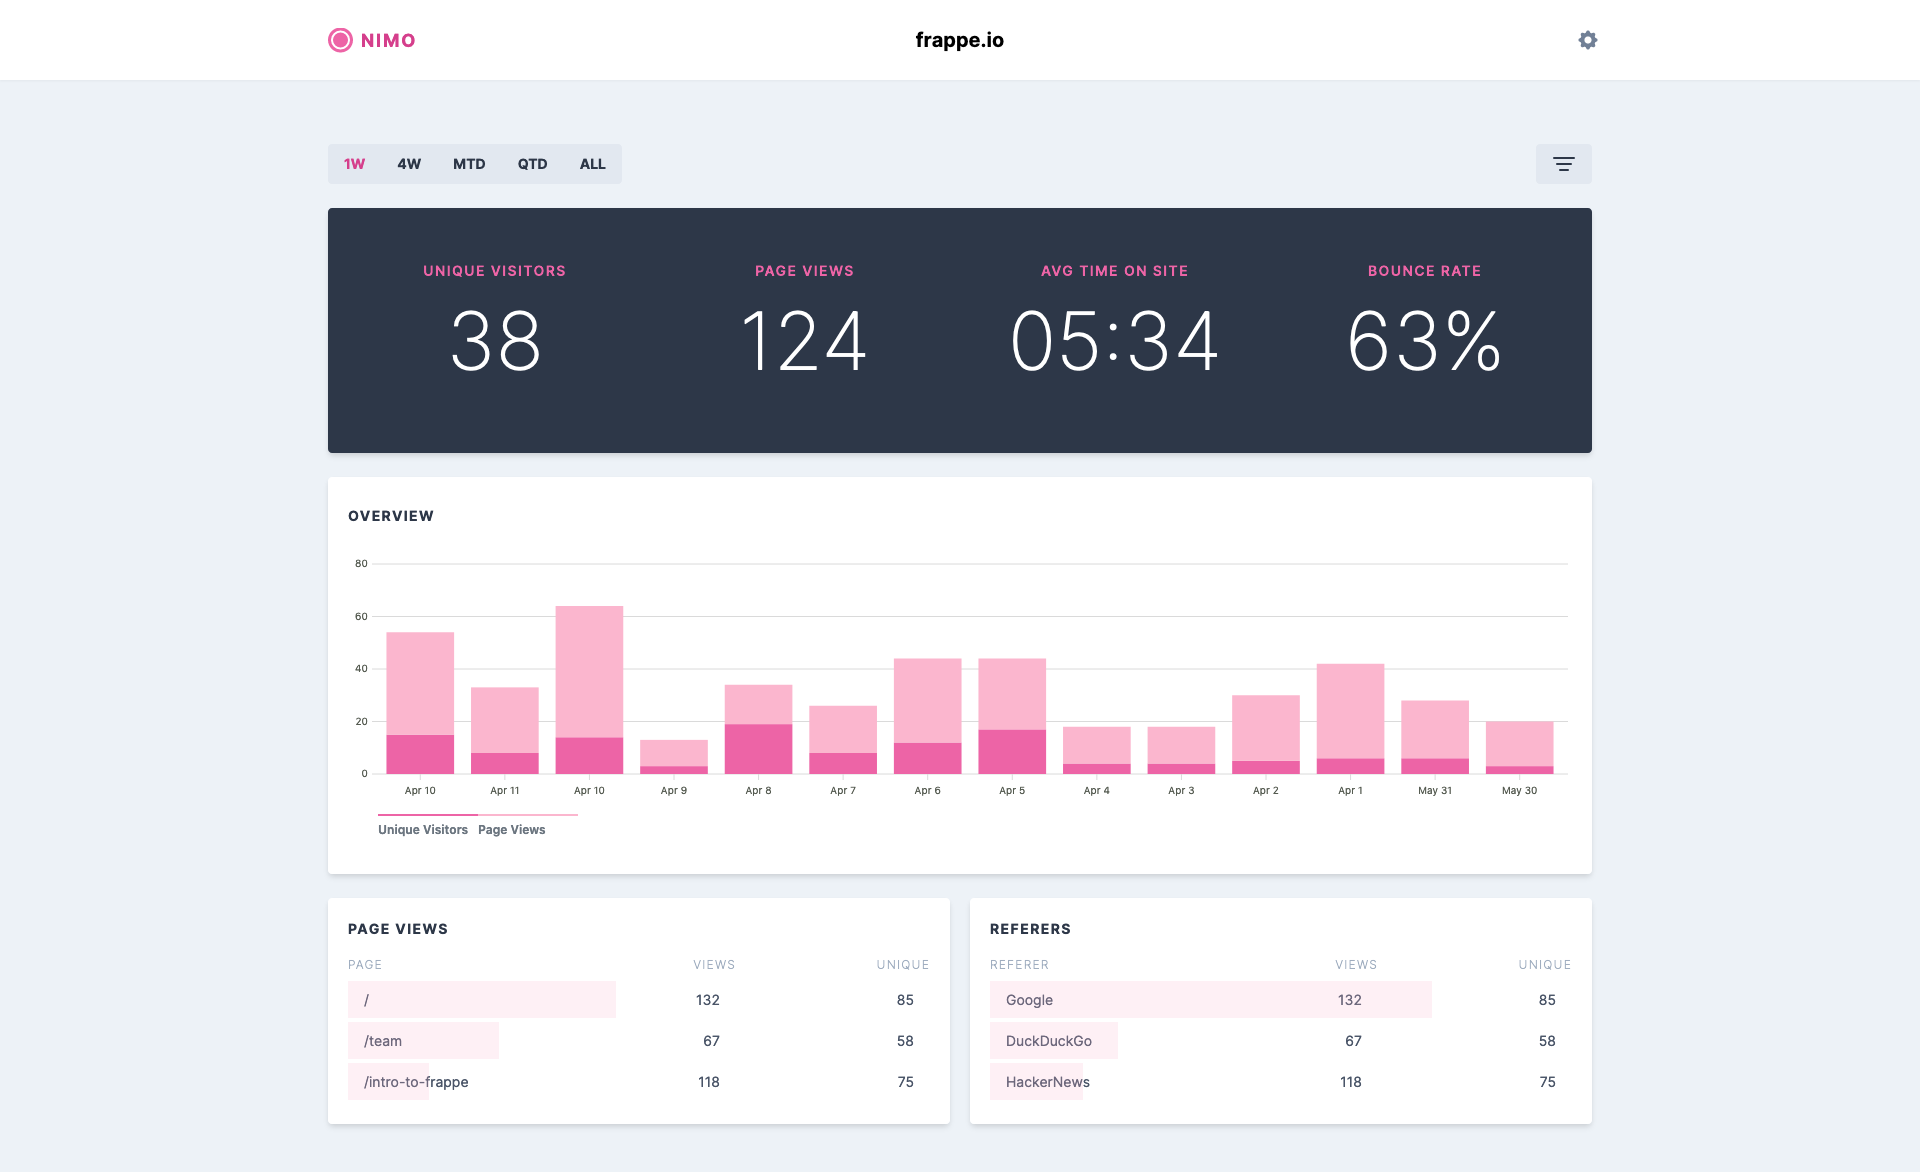 NIMO
frappe.io
1W 4W MTD QTD ALL
UNIQUE VISITORS PAGE VIEWS AVG TIME ON SITE BOUNCE RATE
38 124 05:34 63%
OVERVIEW
80
60
40
20
0
Apr 10 Apr 11 Apr 10 Apr 9 Apr 8 Apr 7 Apr 6 Apr 5 Apr 4 Apr 3 Apr 2 Apr 1 May 31 May 30
Unique Visitors Page Views
PAGE VIEWS
PAGE VIEWS UNIQUE
/ 132 85
/team 67 58
/intro-to-frappe 118 75
REFERERS
REFERER VIEWS UNIQUE
Google 132 85
DuckDuckGo 67 58
HackerNews 118 75